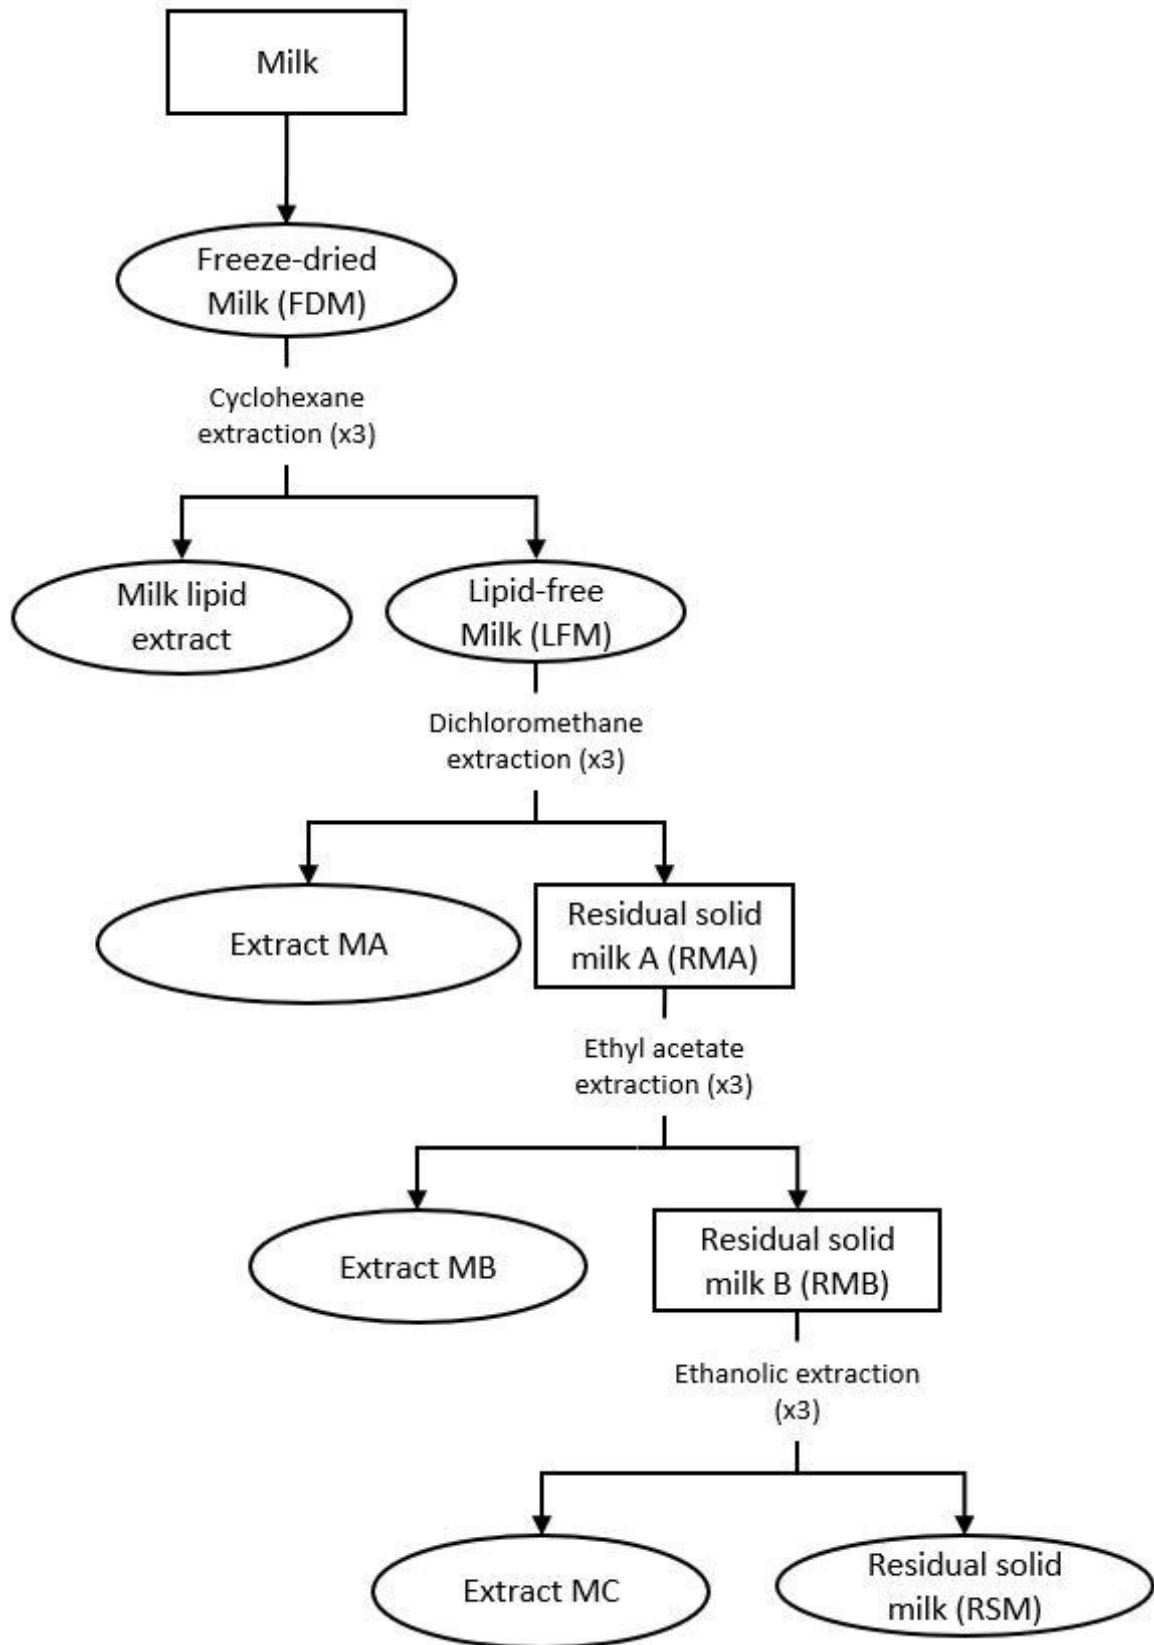 Milk
Freeze-dried
Milk (FDM)
Cyclohexane
extraction (x3)
Milk lipid
extract
Lipid-free
Milk (LFM)
Dichloromethane
extraction (x3)
Extract MA
Residual solid
milk A (RMA)
Ethyl acetate
extraction (x3)
Extract MB
Residual solid
milk B (RMB)
Ethanolic extraction
(x3)
Extract MC
Residual solid
milk (RSM)